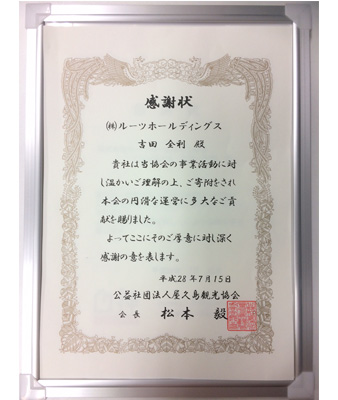 感謝状
㈱ルーツホールディングス
吉田 全利 殿
貴社は当協会の事業活動に対
し温かいご理解の上、ご寄附をされ
本会の円滑な運営に多大なご貢
献を賜りました。
よってここにそのご厚意に対し深く
感謝の意を表します。
平成28年7月15日
公益社団法人屋久島観光協会
会長 松本 毅